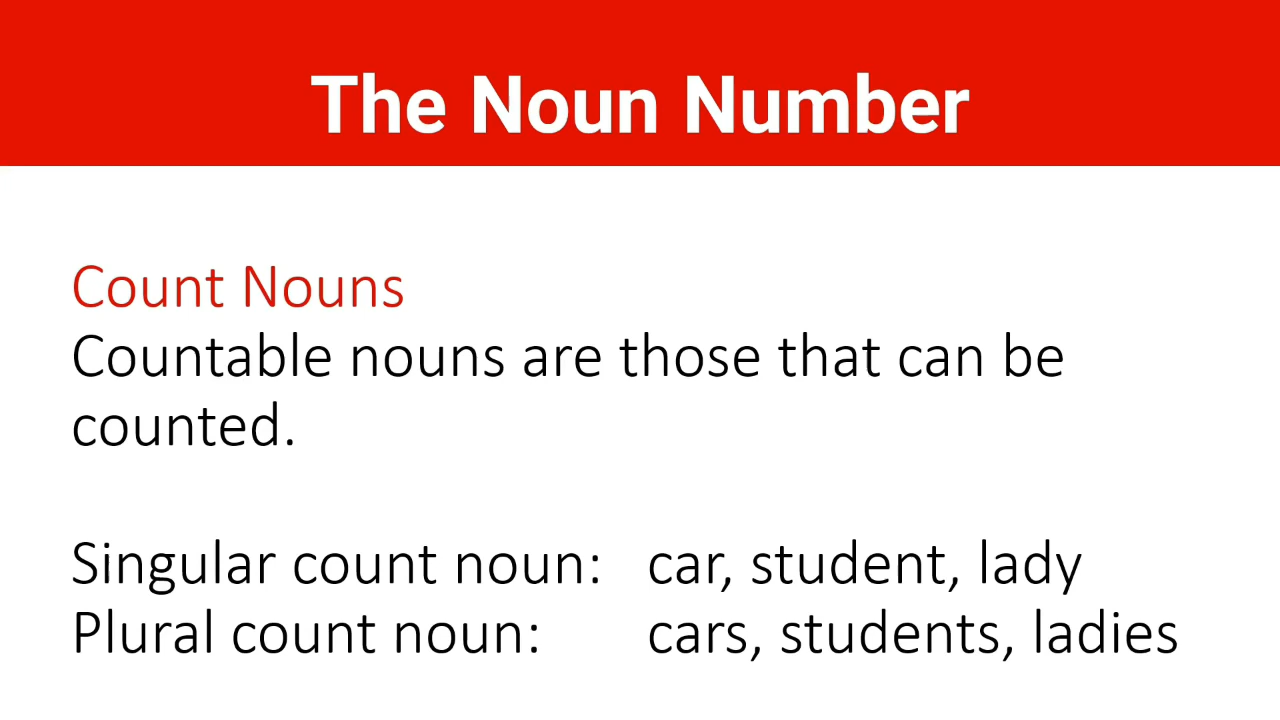 The Noun Number
Count Nouns
Countable nouns are those that can be
counted.
Singular count noun: car, student, lady
Plural count noun: cars, students, ladies